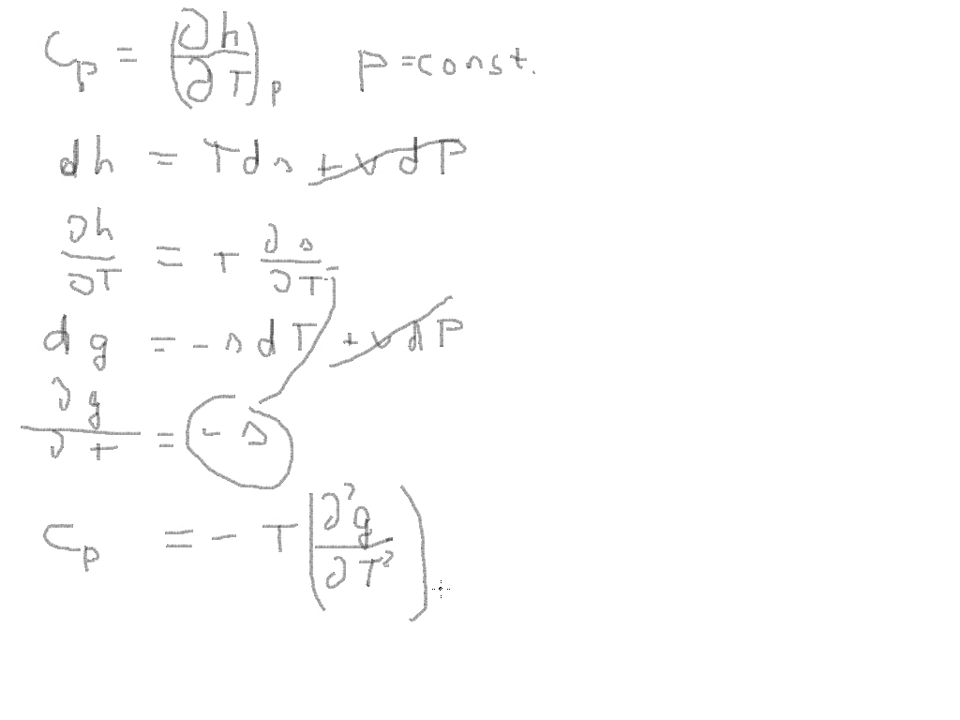 Cp = (∂h/∂T)p P = const.
dh = Tds + vdP
∂h/∂T = T ∂s/∂T
dg = -sdT + vdP
∂g/∂T = -s
Cp = -T(∂²g/∂T²)